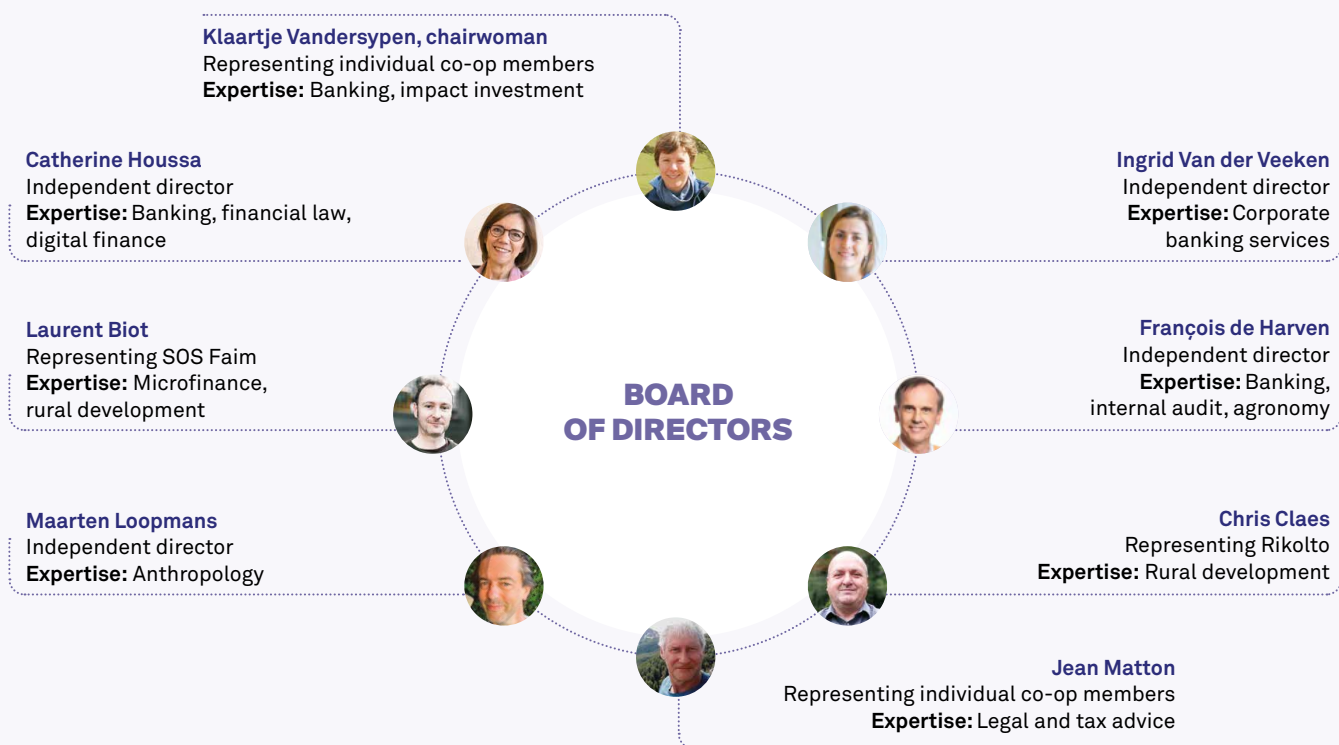 Klaartje Vandersypen, chairwoman
Representing individual co-op members
Expertise: Banking, impact investment
Catherine Houssa
Independent director
Expertise: Banking, financial law,
digital finance
Ingrid Van der Veeken
Independent director
Expertise: Corporate
banking services
Laurent Biot
Representing SOS Faim
Expertise: Microfinance,
rural development
BOARD
OF DIRECTORS
François de Harven
Independent director
Expertise: Banking,
internal audit, agronomy
Maarten Loopmans
Independent director
Expertise: Anthropology
Chris Claes
Representing Rikolto
Expertise: Rural development
Jean Matton
Representing individual co-op members
Expertise: Legal and tax advice